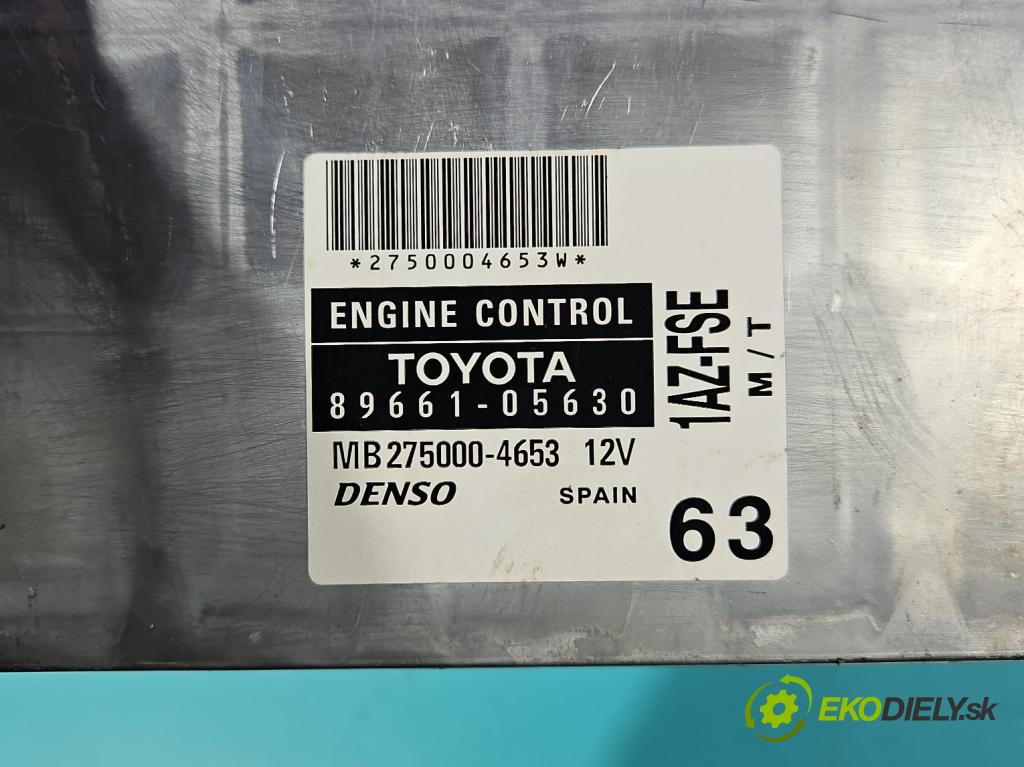 *2750004653W*
ENGINE CONTROL
TOYOTA
89661-05630
MB275000-4653 12V
DENSO SPAIN
1AZ-FSE
M/T
63
EKODIELY.sk